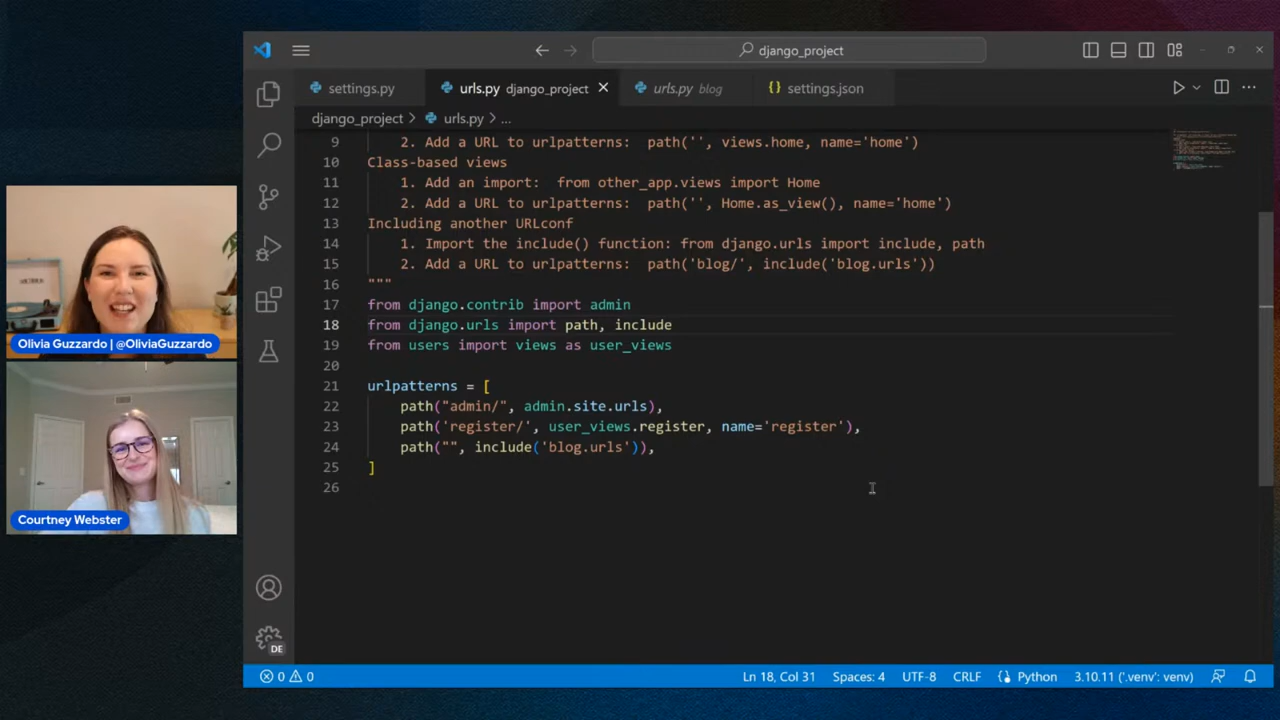 django_project
settings.py
urls.py django_project
urls.py blog
{} settings.json
django_project > urls.py > ...
9 2. Add a URL to urlpatterns: path('', views.home, name='home')
10 Class-based views
11 1. Add an import: from other_app.views import Home
12 2. Add a URL to urlpatterns: path('', Home.as_view(), name='home')
13 Including another URLconf
14 1. Import the include() function: from django.urls import include, path
15 2. Add a URL to urlpatterns: path('blog/', include('blog.urls'))
16 """
17 from django.contrib import admin
18 from django.urls import path, include
19 from users import views as user_views
20
21 urlpatterns = [
22 path("admin/", admin.site.urls),
23 path('register/', user_views.register, name='register'),
24 path("", include('blog.urls')),
25 ]
26
Olivia Guzzardo | @OliviaGuzzardo
Courtney Webster
DE
0 0
Ln 18, Col 31
Spaces: 4
UTF-8
CRLF
Python
3.10.11 ('.venv': venv)